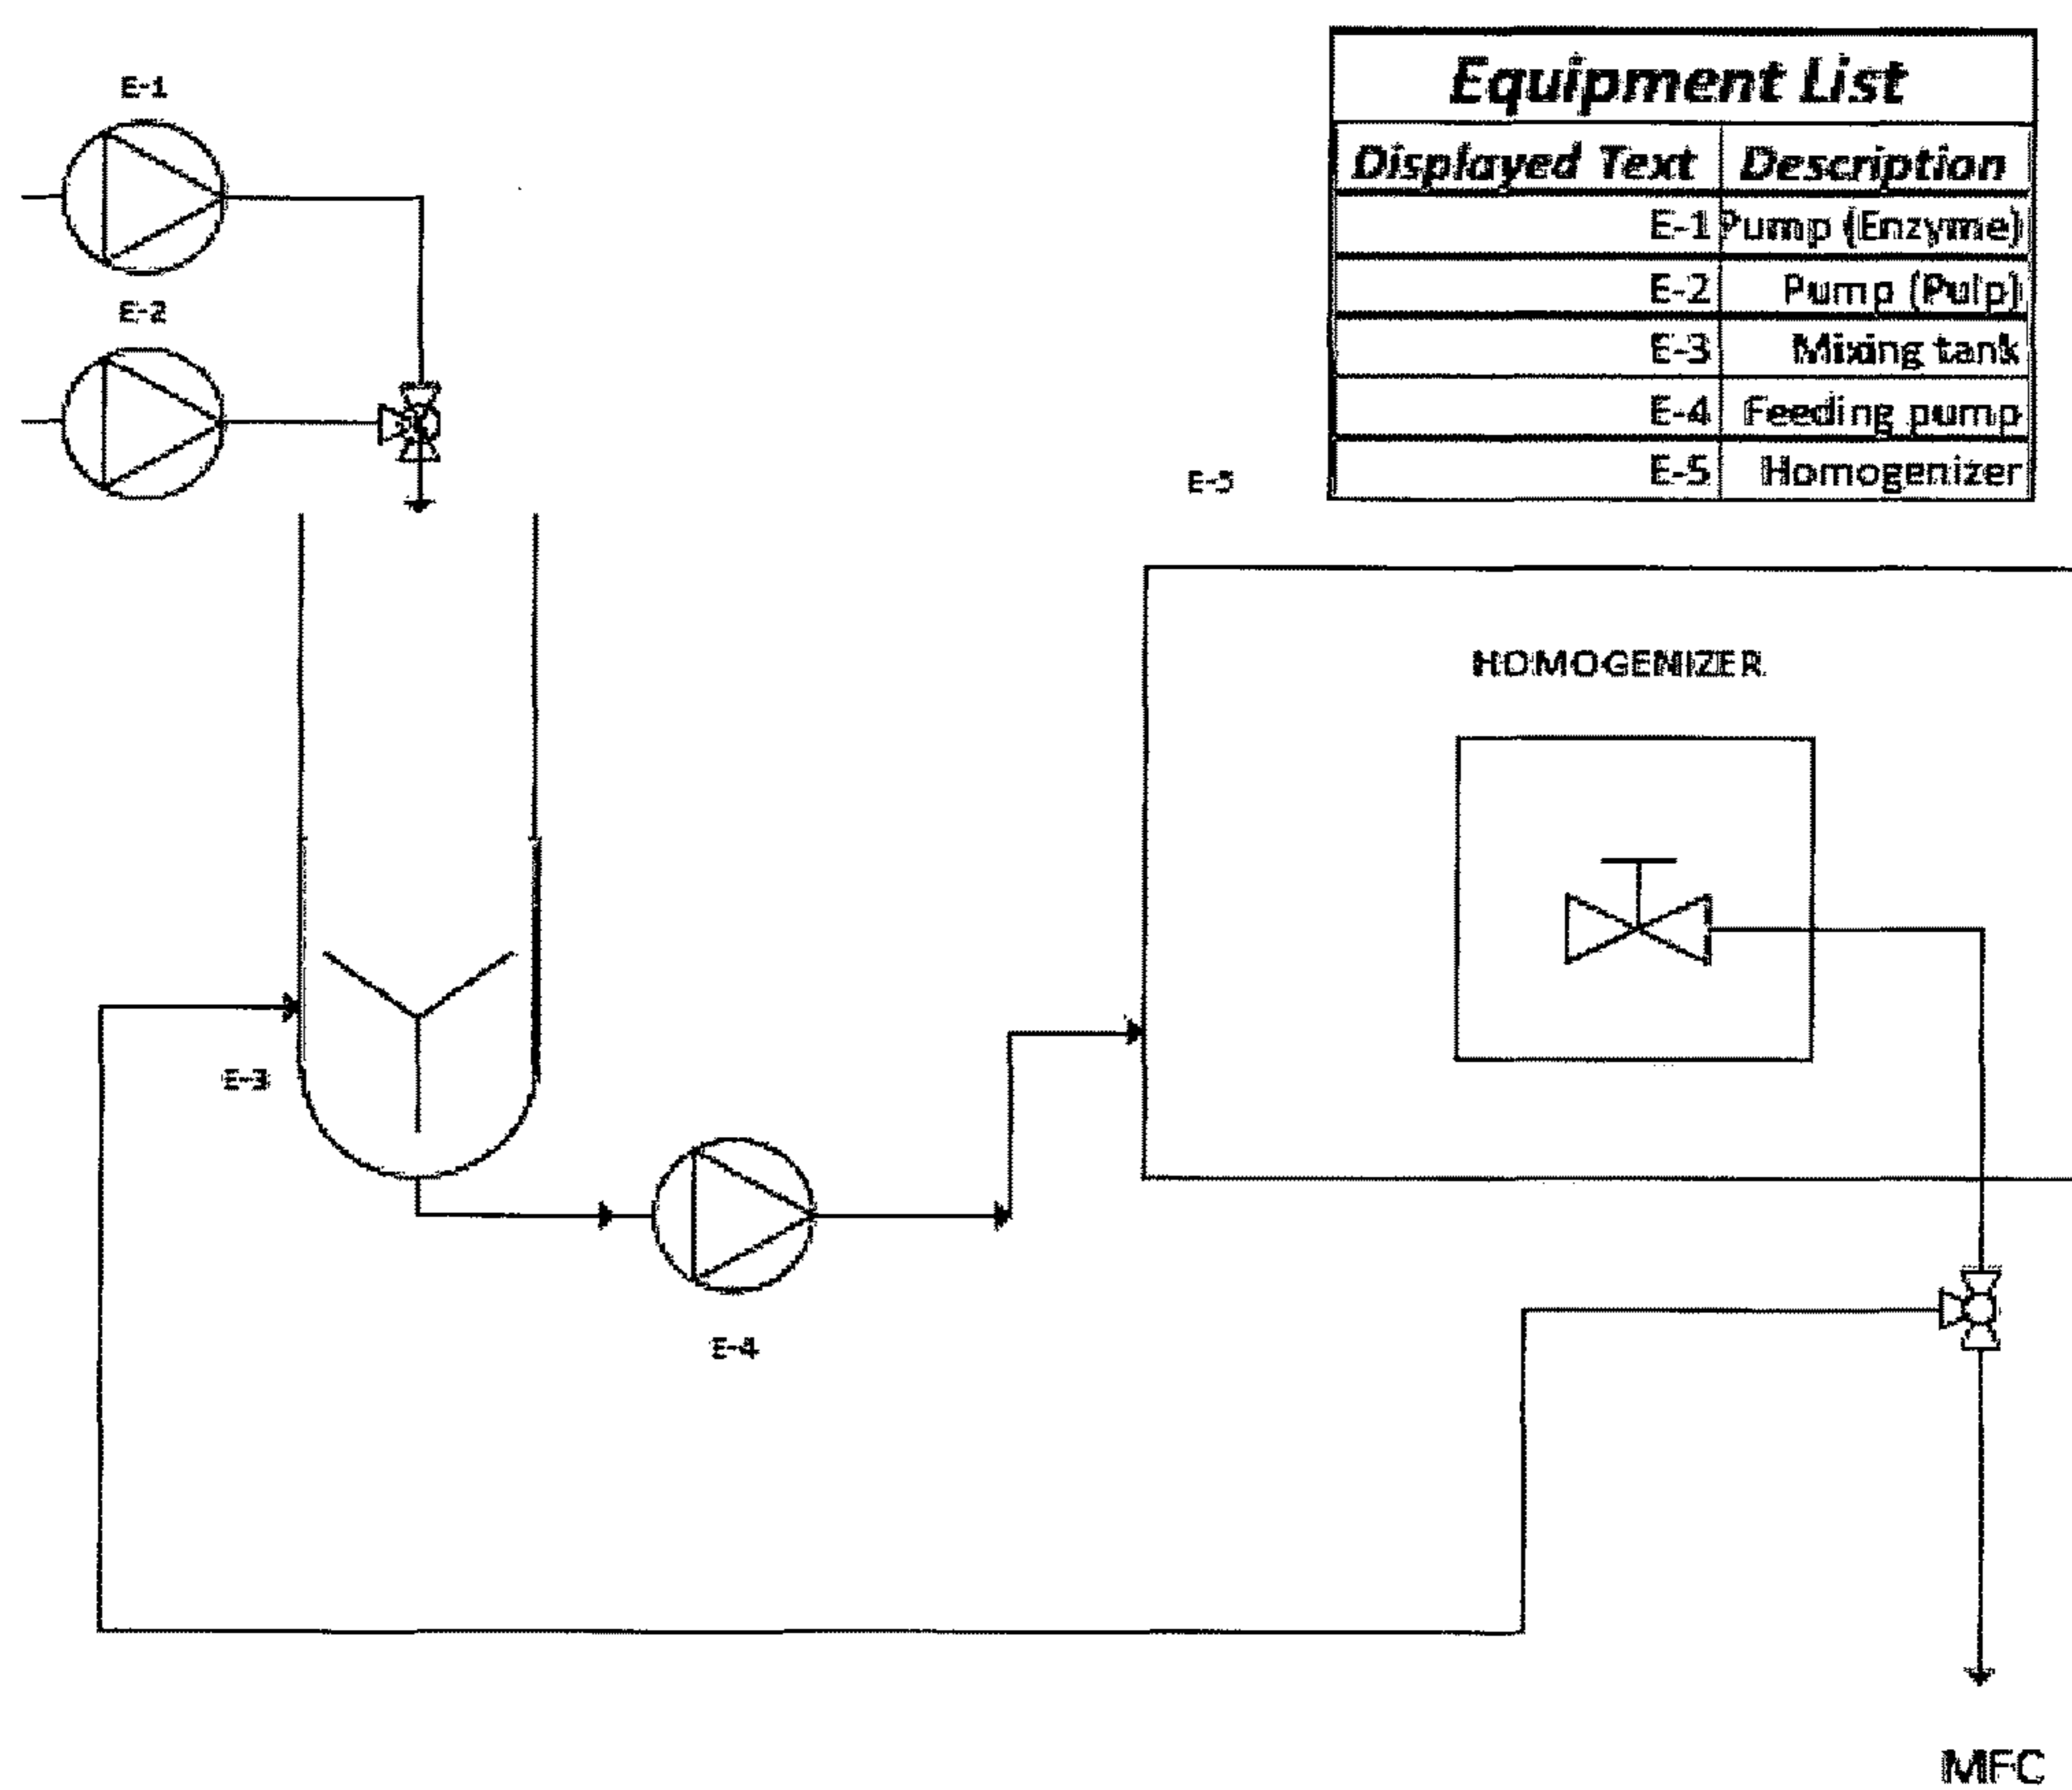 E-1
E-2
Equipment List
Displayed Text Description
E-1 Pump (Enzyme)
E-2 Pump (Pulp)
E-3 Mixing tank
E-4 Feeding pump
E-5 Homogenizer
E-5
HOMOGENIZER
E-3
E-4
MFC